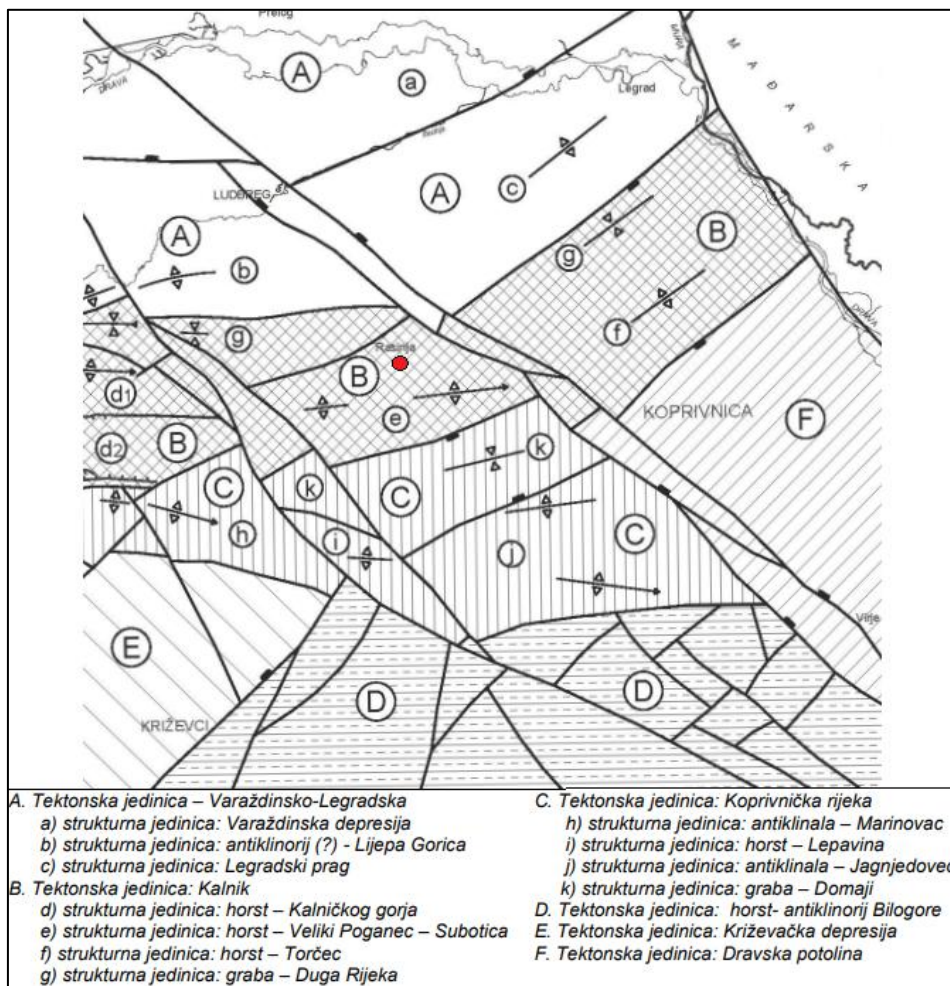 Prelog
A
MURA
MAĐARSKA
DRAVA
a
Legrad
A
c
LUDBREG
A
b
g
B
g
Rasinja
B
f
KOPRIVNICA
F
d1
e
d2
B
C
k
k
C
h
i
j
C
DRAVA
Virje
E
D
D
KRIŽEVCI
A. Tektonska jedinica – Varaždinsko-Legradska
a) strukturna jedinica: Varaždinska depresija
b) strukturna jedinica: antiklinorij (?) - Lijepa Gorica
c) strukturna jedinica: Legradski prag
B. Tektonska jedinica: Kalnik
d) strukturna jedinica: horst – Kalničkog gorja
e) strukturna jedinica: horst – Veliki Poganec – Subotica
f) strukturna jedinica: horst – Torčec
g) strukturna jedinica: graba – Duga Rijeka
C. Tektonska jedinica: Koprivnička rijeka
h) strukturna jedinica: antiklinala – Marinovac
i) strukturna jedinica: horst – Lepavina
j) strukturna jedinica: antiklinala – Jagnjedovec
k) strukturna jedinica: graba – Domaji
D. Tektonska jedinica: horst- antiklinorij Bilogore
E. Tektonska jedinica: Križevačka depresija
F. Tektonska jedinica: Dravska potolina